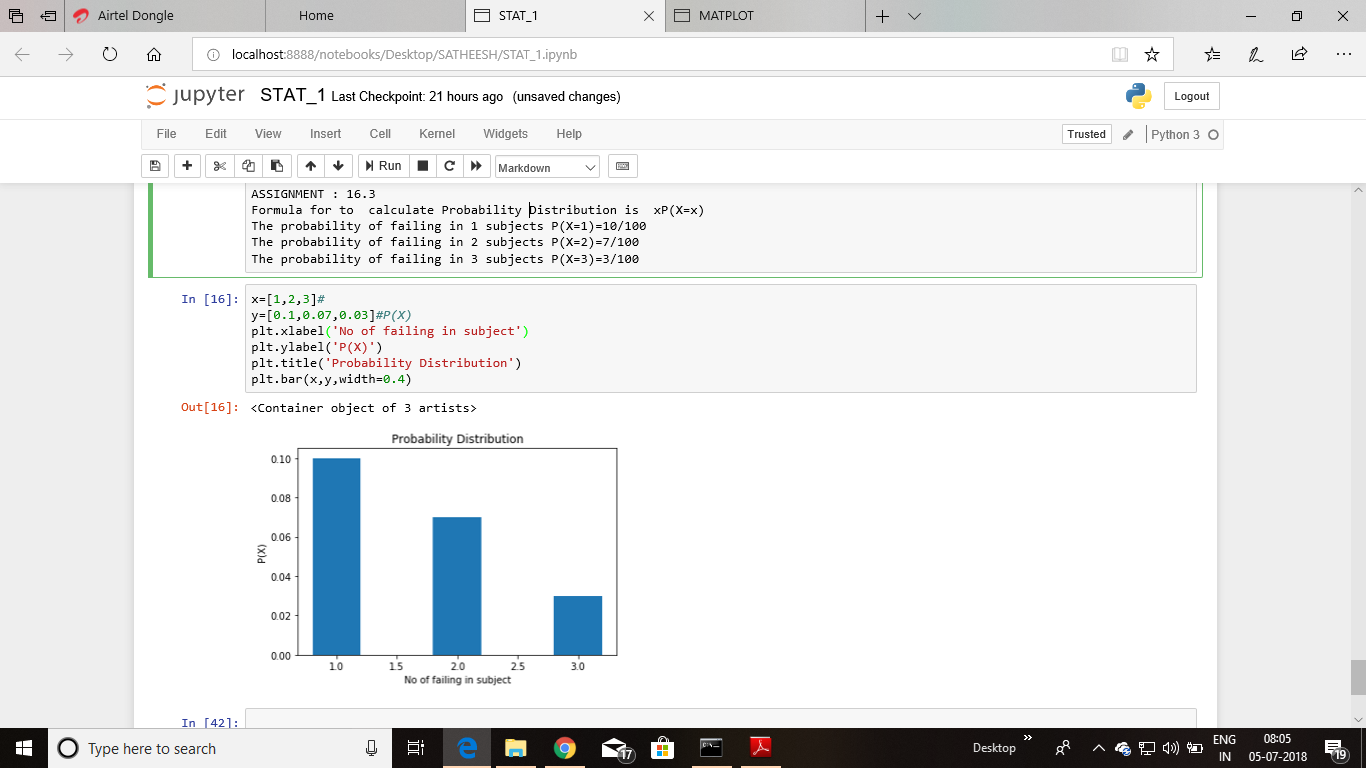 Airtel Dongle
Home
STAT_1
MATPLOT
localhost:8888/notebooks/Desktop/SATHEESH/STAT_1.ipynb
jupyter STAT_1 Last Checkpoint: 21 hours ago (unsaved changes)
Logout
File Edit View Insert Cell Kernel Widgets Help
Trusted
Python 3
Run
Markdown
ASSIGNMENT : 16.3
Formula for to  calculate Probability Distribution is  xP(X=x)
The probability of failing in 1 subjects P(X=1)=10/100
The probability of failing in 2 subjects P(X=2)=7/100
The probability of failing in 3 subjects P(X=3)=3/100
In [16]:
x=[1,2,3]#
y=[0.1,0.07,0.03]#P(X)
plt.xlabel('No of failing in subject')
plt.ylabel('P(X)')
plt.title('Probability Distribution')
plt.bar(x,y,width=0.4)
Out[16]: <Container object of 3 artists>
Probability Distribution
0.10
0.08
0.06
0.04
0.02
0.00
P(X)
1.0 1.5 2.0 2.5 3.0
No of failing in subject
In [42]:
Type here to search
17
Desktop
ENG
IN
08:05
05-07-2018
19